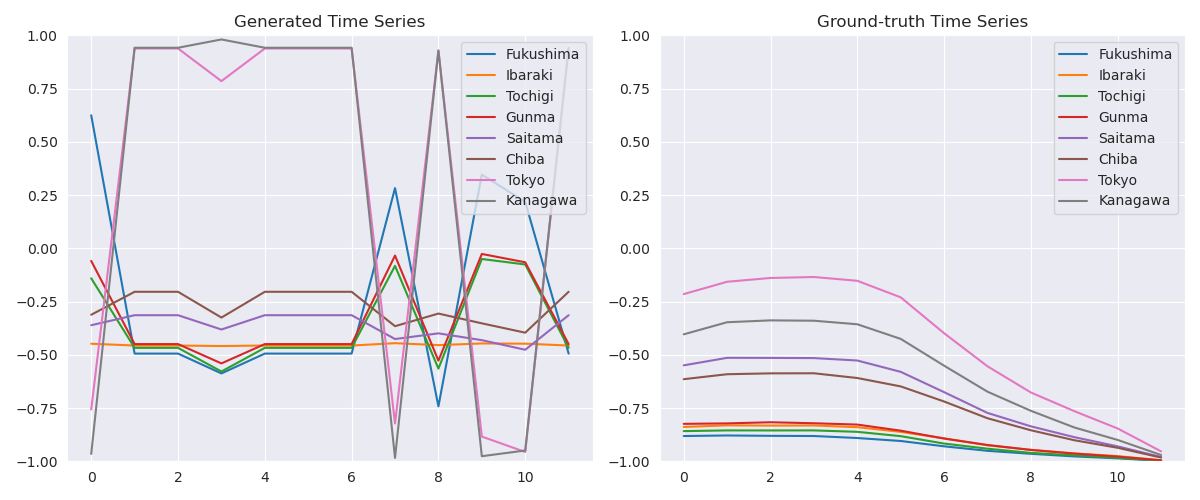 Generated Time Series
1.00
0.75
0.50
0.25
0.00
−0.25
−0.50
−0.75
−1.00
0 2 4 6 8 10
Fukushima
Ibaraki
Tochigi
Gunma
Saitama
Chiba
Tokyo
Kanagawa
Ground-truth Time Series
1.00
0.75
0.50
0.25
0.00
−0.25
−0.50
−0.75
−1.00
0 2 4 6 8 10
Fukushima
Ibaraki
Tochigi
Gunma
Saitama
Chiba
Tokyo
Kanagawa